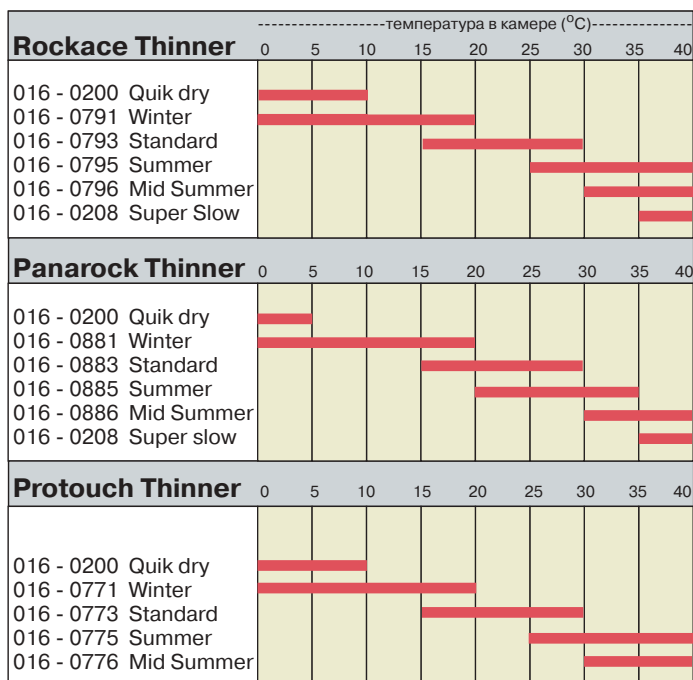 ------------------температура в камере (°C)--------------
Rockace Thinner 0 5 10 15 20 25 30 35 40
016 - 0200 Quik dry
016 - 0791 Winter
016 - 0793 Standard
016 - 0795 Summer
016 - 0796 Mid Summer
016 - 0208 Super Slow
Panarock Thinner 0 5 10 15 20 25 30 35 40
016 - 0200 Quik dry
016 - 0881 Winter
016 - 0883 Standard
016 - 0885 Summer
016 - 0886 Mid Summer
016 - 0208 Super slow
Protouch Thinner 0 5 10 15 20 25 30 35 40
016 - 0200 Quik dry
016 - 0771 Winter
016 - 0773 Standard
016 - 0775 Summer
016 - 0776 Mid Summer